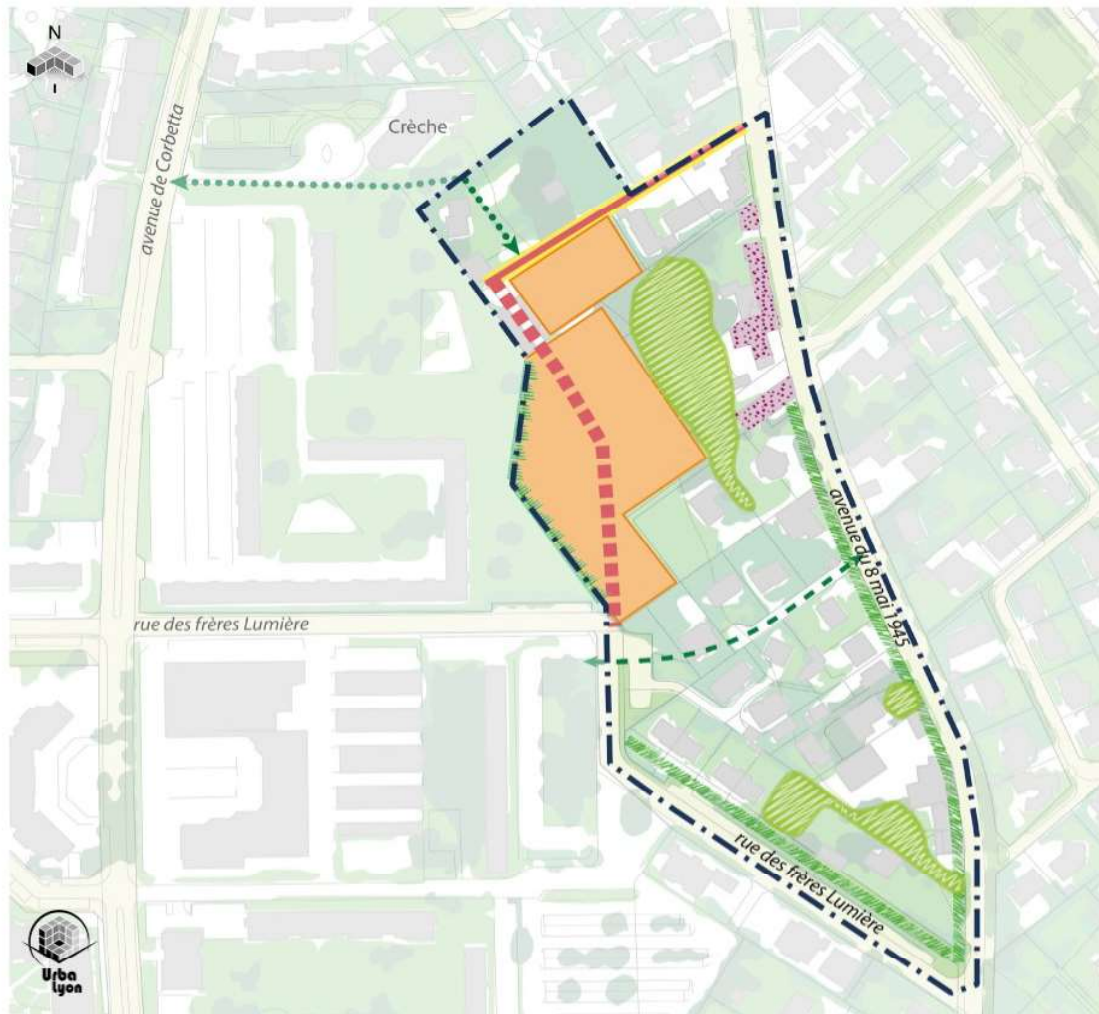 N
Crèche
avenue de Corbetta
avenue du 8 mai 1945
rue des frères Lumière
rue des frères Lumière
Urba
Lyon